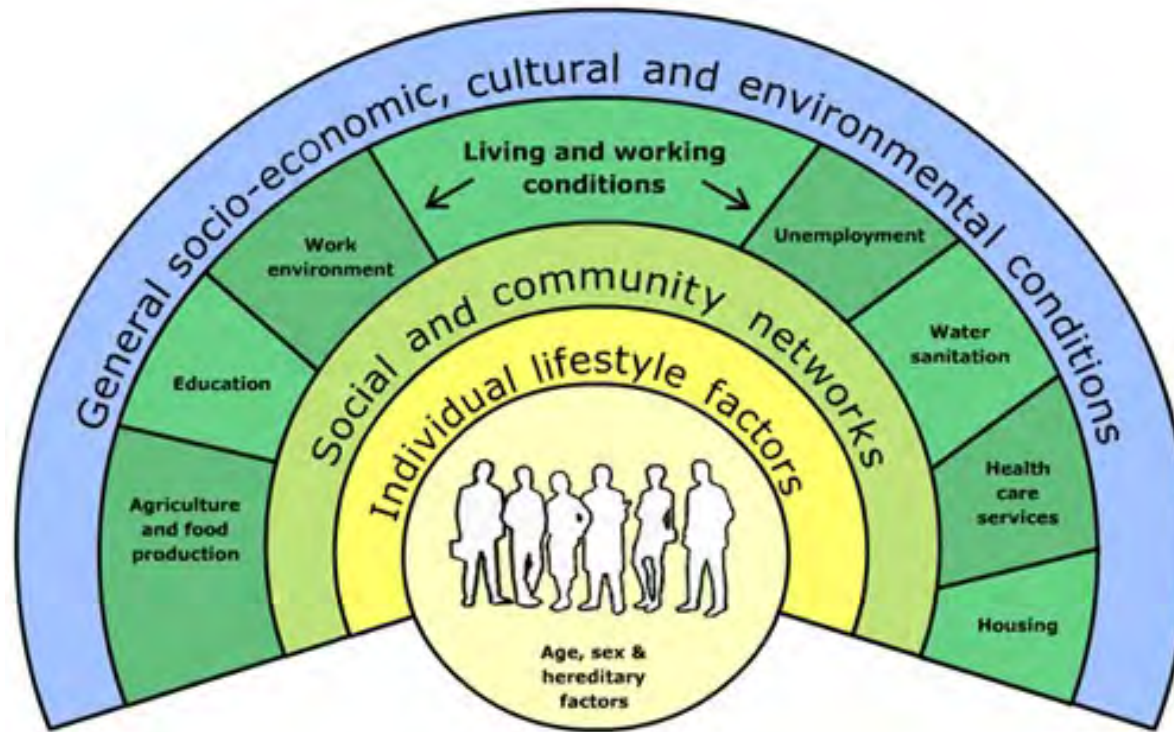 General socio-economic, cultural and environmental conditions
Living and working
conditions
Agriculture
and food
production
Education
Work
environment
Unemployment
Water
sanitation
Health
care
services
Housing
Social and community networks
Individual lifestyle factors
Age, sex &
hereditary
factors